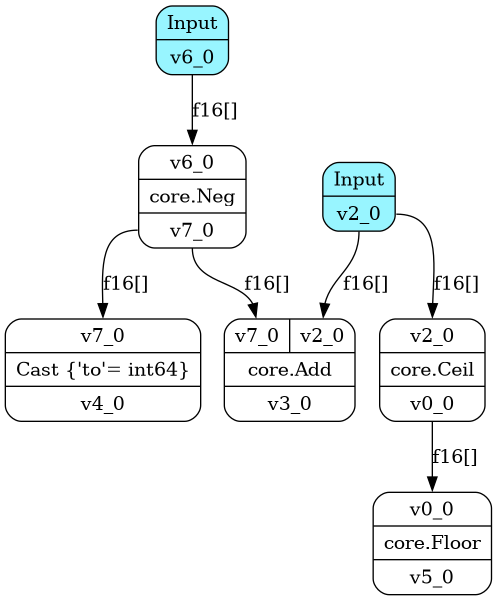 Input
v6_0
f16[]
v6_0
core.Neg
v7_0
Input
v2_0
f16[]
f16[]
f16[]
f16[]
v7_0
Cast {'to'= int64}
v4_0
v7_0 v2_0
core.Add
v3_0
v2_0
core.Ceil
v0_0
f16[]
v0_0
core.Floor
v5_0